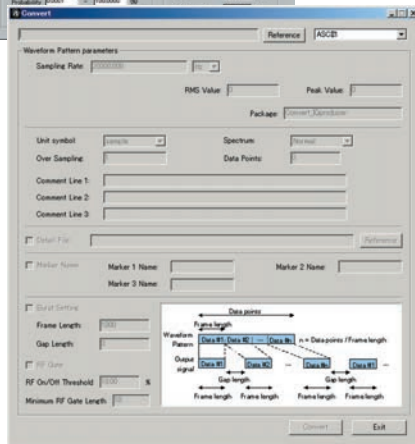 Convert
Reference
ASCII1
Waveform Pattern parameters
Sampling Rate:
Hz
RMS Value:
Peak Value:
Package:
Unit symbol:
sample
Spectrum:
Normal
Over Sampling:
Data Points:
Comment Line 1:
Comment Line 2:
Comment Line 3:
Detail File:
Reference
Marker Name
Marker 1 Name:
Marker 2 Name:
Marker 3 Name:
Burst Setting
Frame Length:
Gap Length:
RF Gate
RF On/Off Threshold
%
Minimum RF Gate Length
Data points
Frame length
Waveform Pattern
Data #1 Data #2 ... Data #n
n = Data points / Frame length
Output signal
Data #1 Data #2 ... Data #n Data #1 ...
Gap length Gap length
Frame length Frame length Frame length Frame length
Convert
Exit